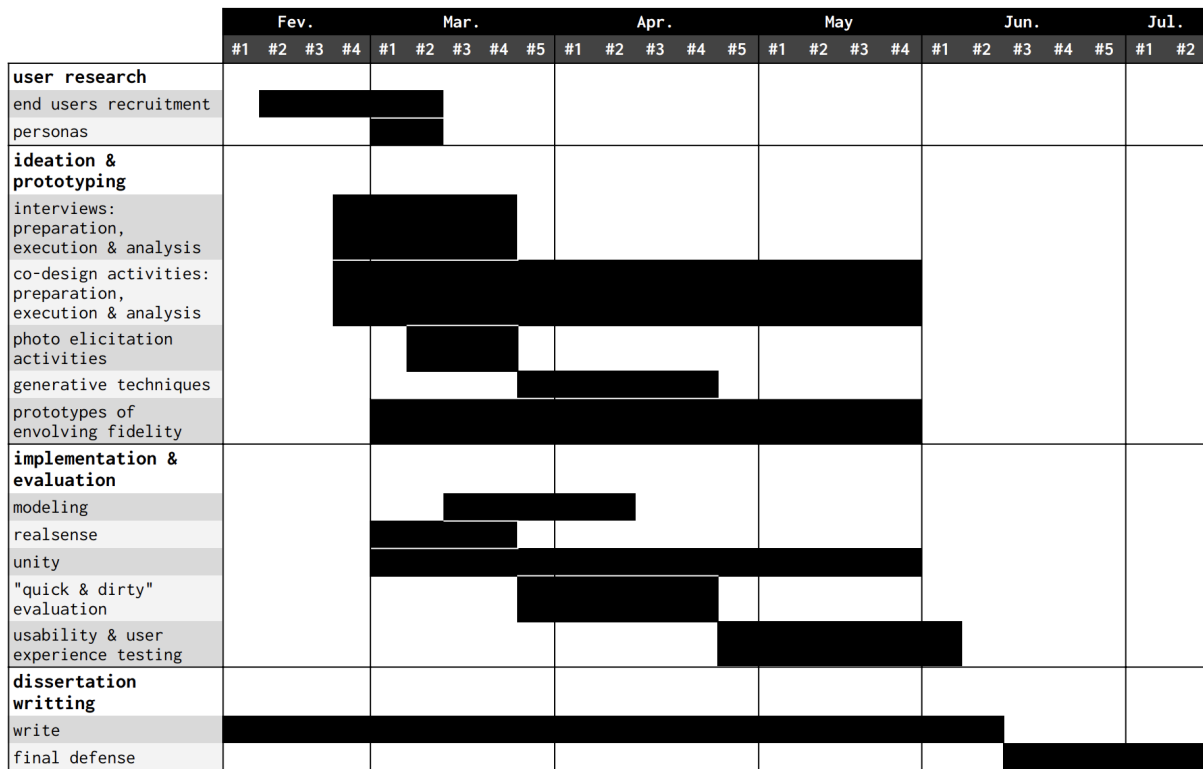 Fev. Mar. Apr. May Jun. Jul.
#1 #2 #3 #4 #1 #2 #3 #4 #5 #1 #2 #3 #4 #5 #1 #2 #3 #4 #1 #2 #3 #4 #5 #1 #2
user research
end users recruitment
personas
ideation &
prototyping
interviews:
preparation,
execution & analysis
co-design activities:
preparation,
execution & analysis
photo elicitation
activities
generative techniques
prototypes of
envolving fidelity
implementation &
evaluation
modeling
realsense
unity
"quick & dirty"
evaluation
usability & user
experience testing
dissertation
writting
write
final defense